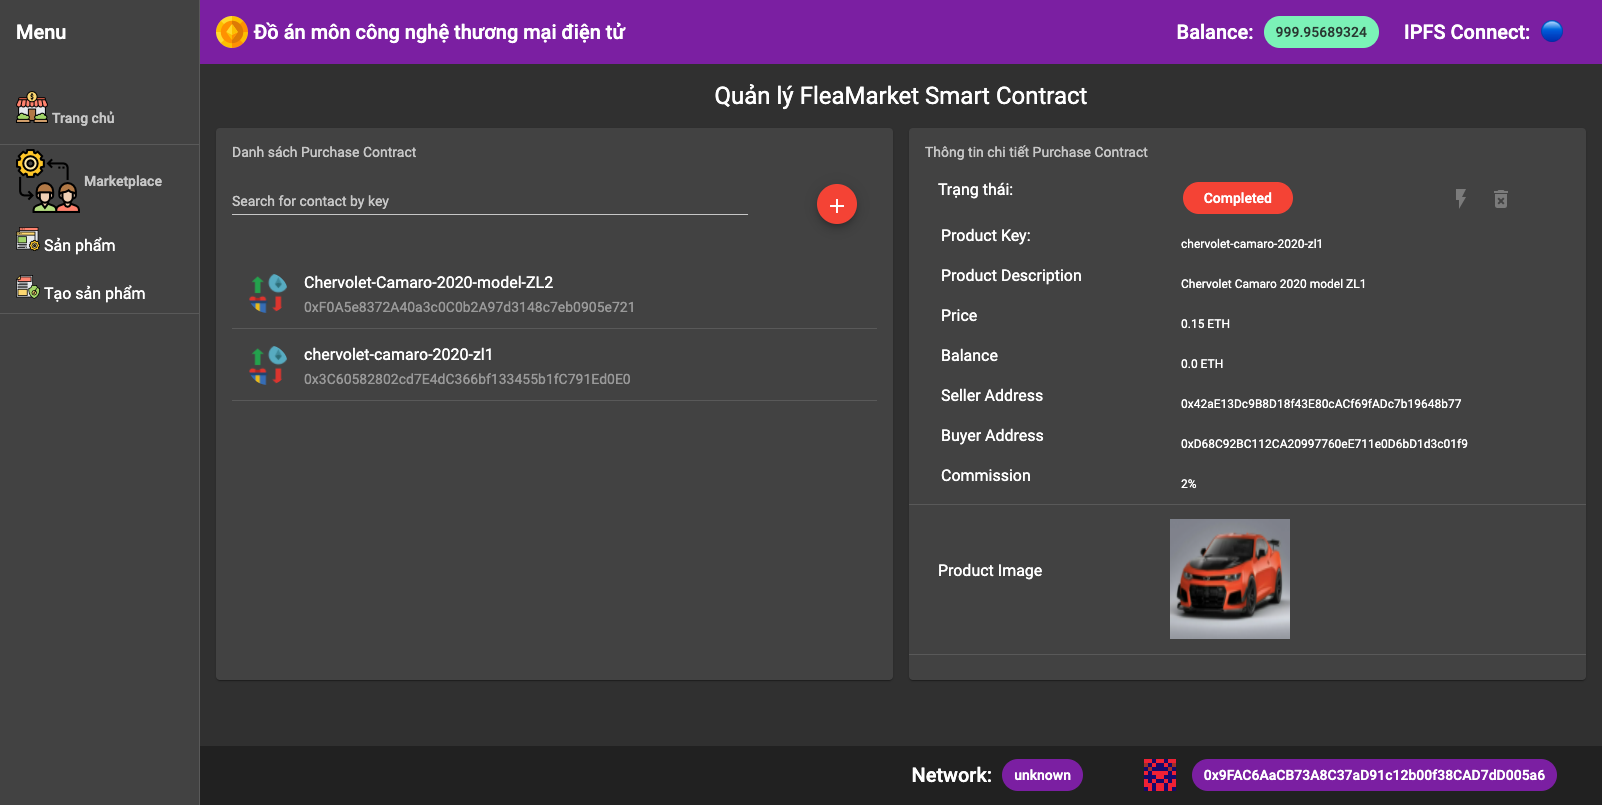 Menu
Trang chủ
Marketplace
Sản phẩm
Tạo sản phẩm
Đồ án môn công nghệ thương mại điện tử
Balance: 999.95689324 IPFS Connect:
Quản lý FleaMarket Smart Contract
Danh sách Purchase Contract
Search for contact by key
+
Chervolet-Camaro-2020-model-ZL2
0xF0A5e8372A40a3c0C0b2A97d3148c7eb0905e721
chervolet-camaro-2020-zl1
0x3C60582802cd7E4dC366bf133455b1fC791Ed0E0
Thông tin chi tiết Purchase Contract
Trạng thái: Completed
Product Key: chervolet-camaro-2020-zl1
Product Description Chervolet Camaro 2020 model ZL1
Price 0.15 ETH
Balance 0.0 ETH
Seller Address 0x42aE13Dc9B8D18f43E80cACf69fADc7b19648b77
Buyer Address 0xD68C92BC112CA20997760eE711e0D6bD1d3c01f9
Commission 2%
Product Image
Network: unknown 0x9FAC6AaCB73A8C37aD91c12b00f38CAD7dD005a6